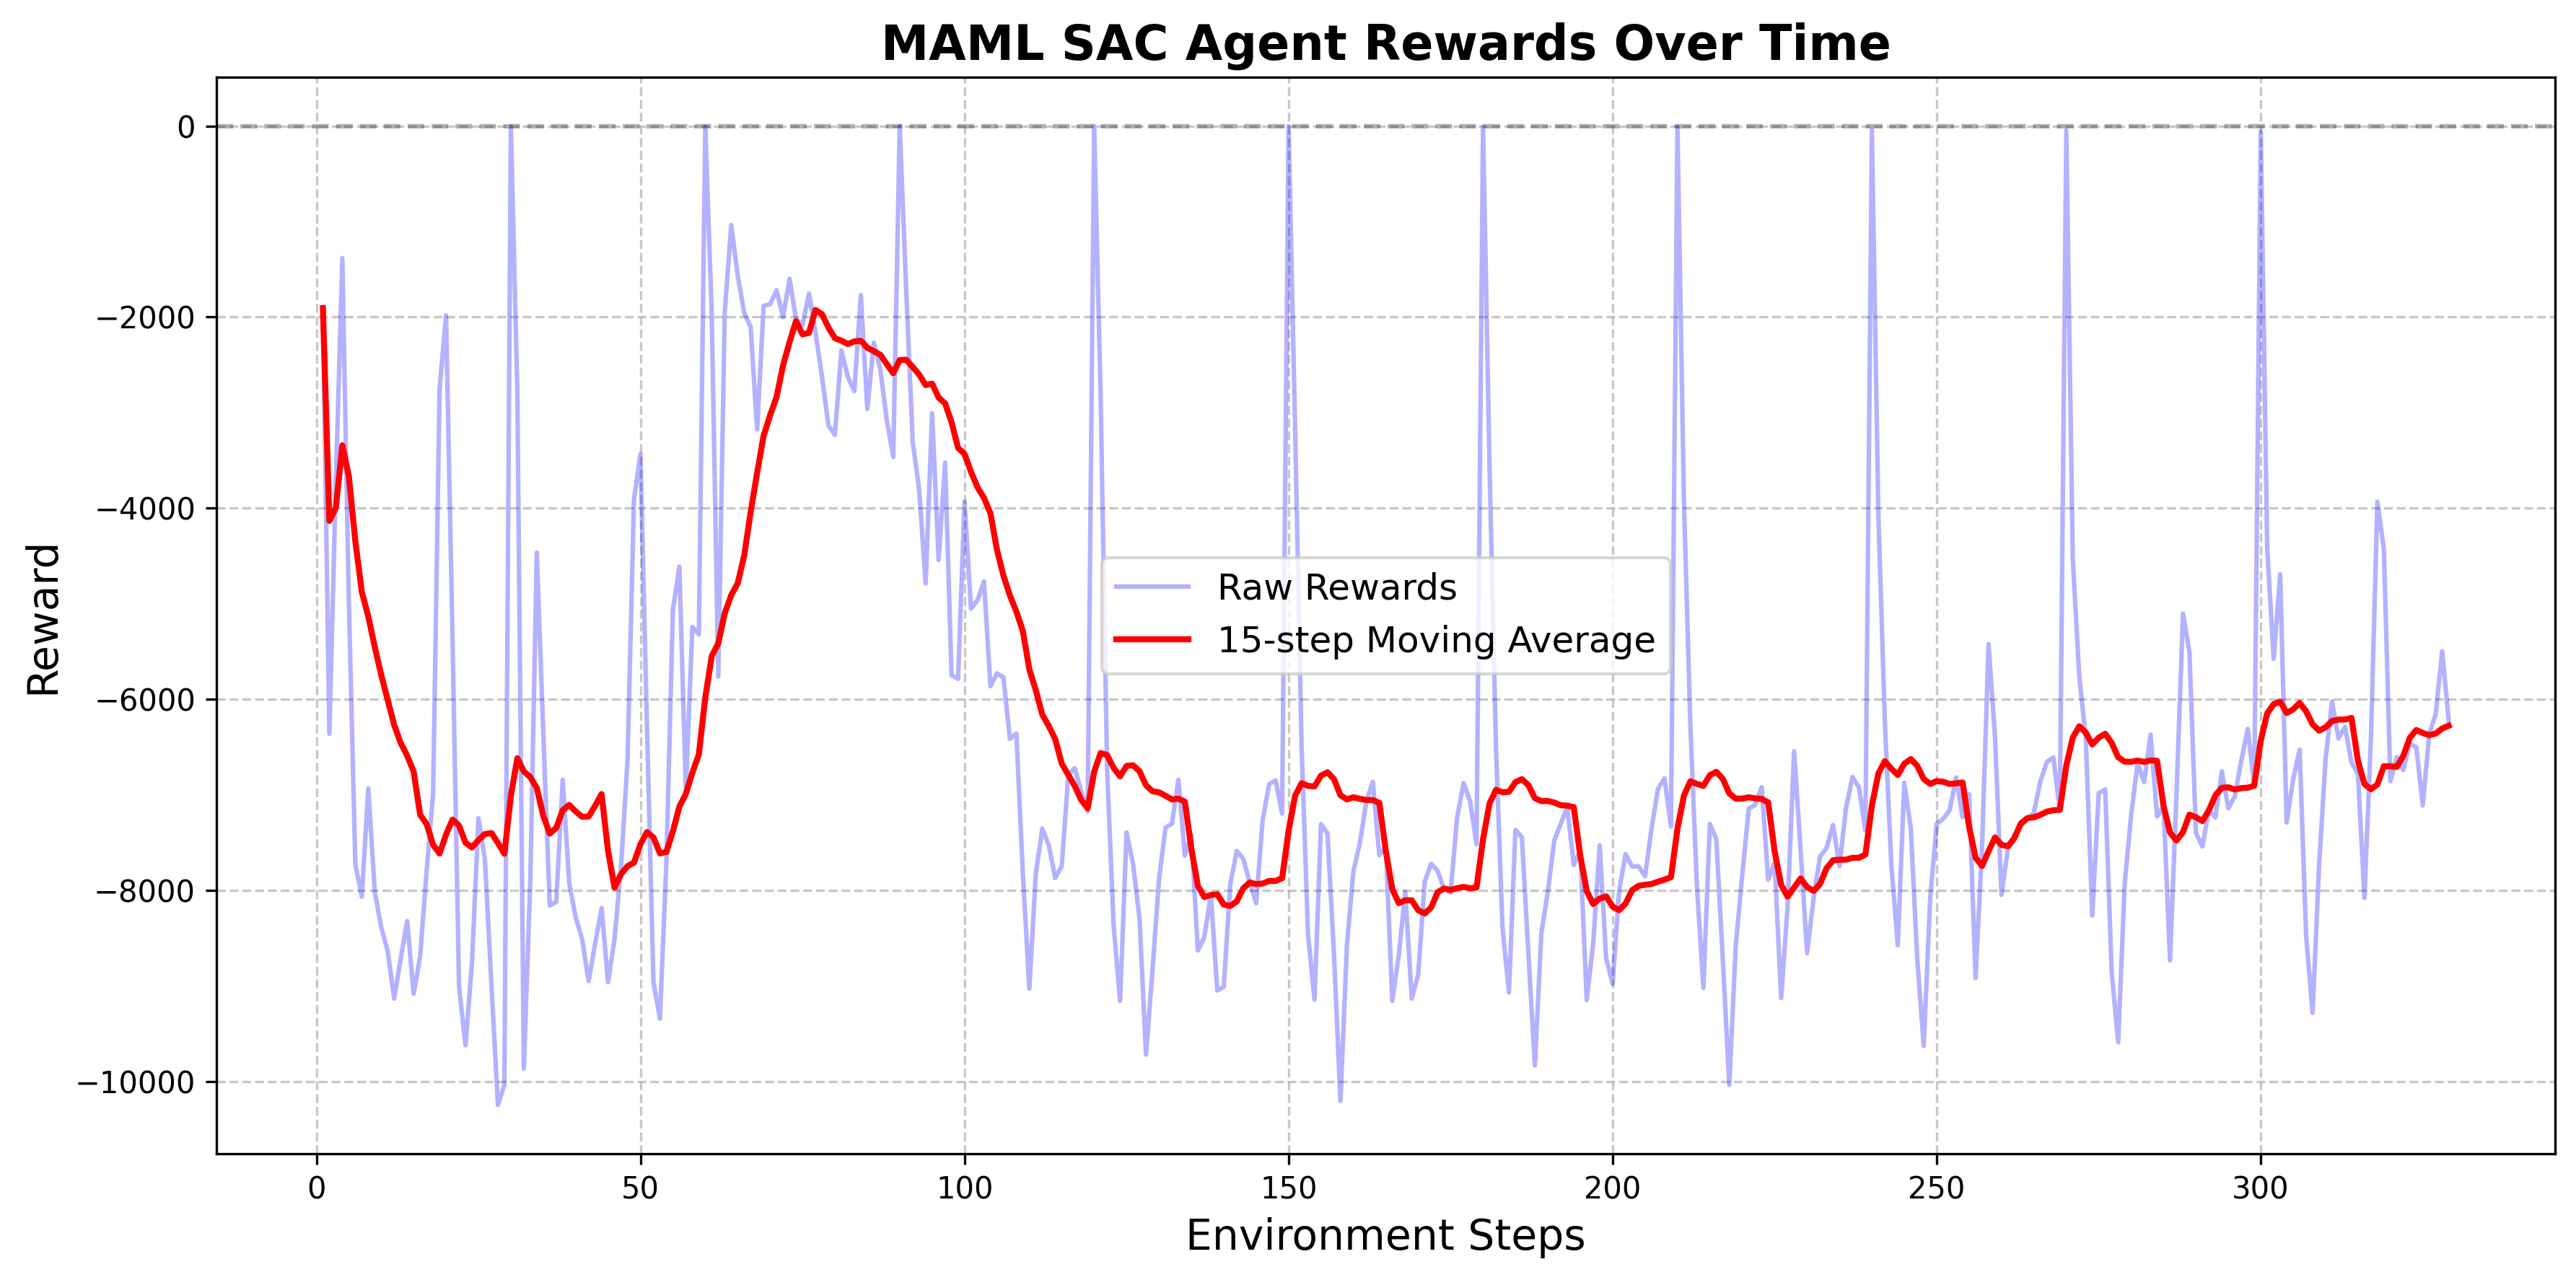 MAML SAC Agent Rewards Over Time
Reward
0
−2000
−4000
−6000
−8000
−10000
Raw Rewards
15-step Moving Average
0
50
100
150
200
250
300
Environment Steps